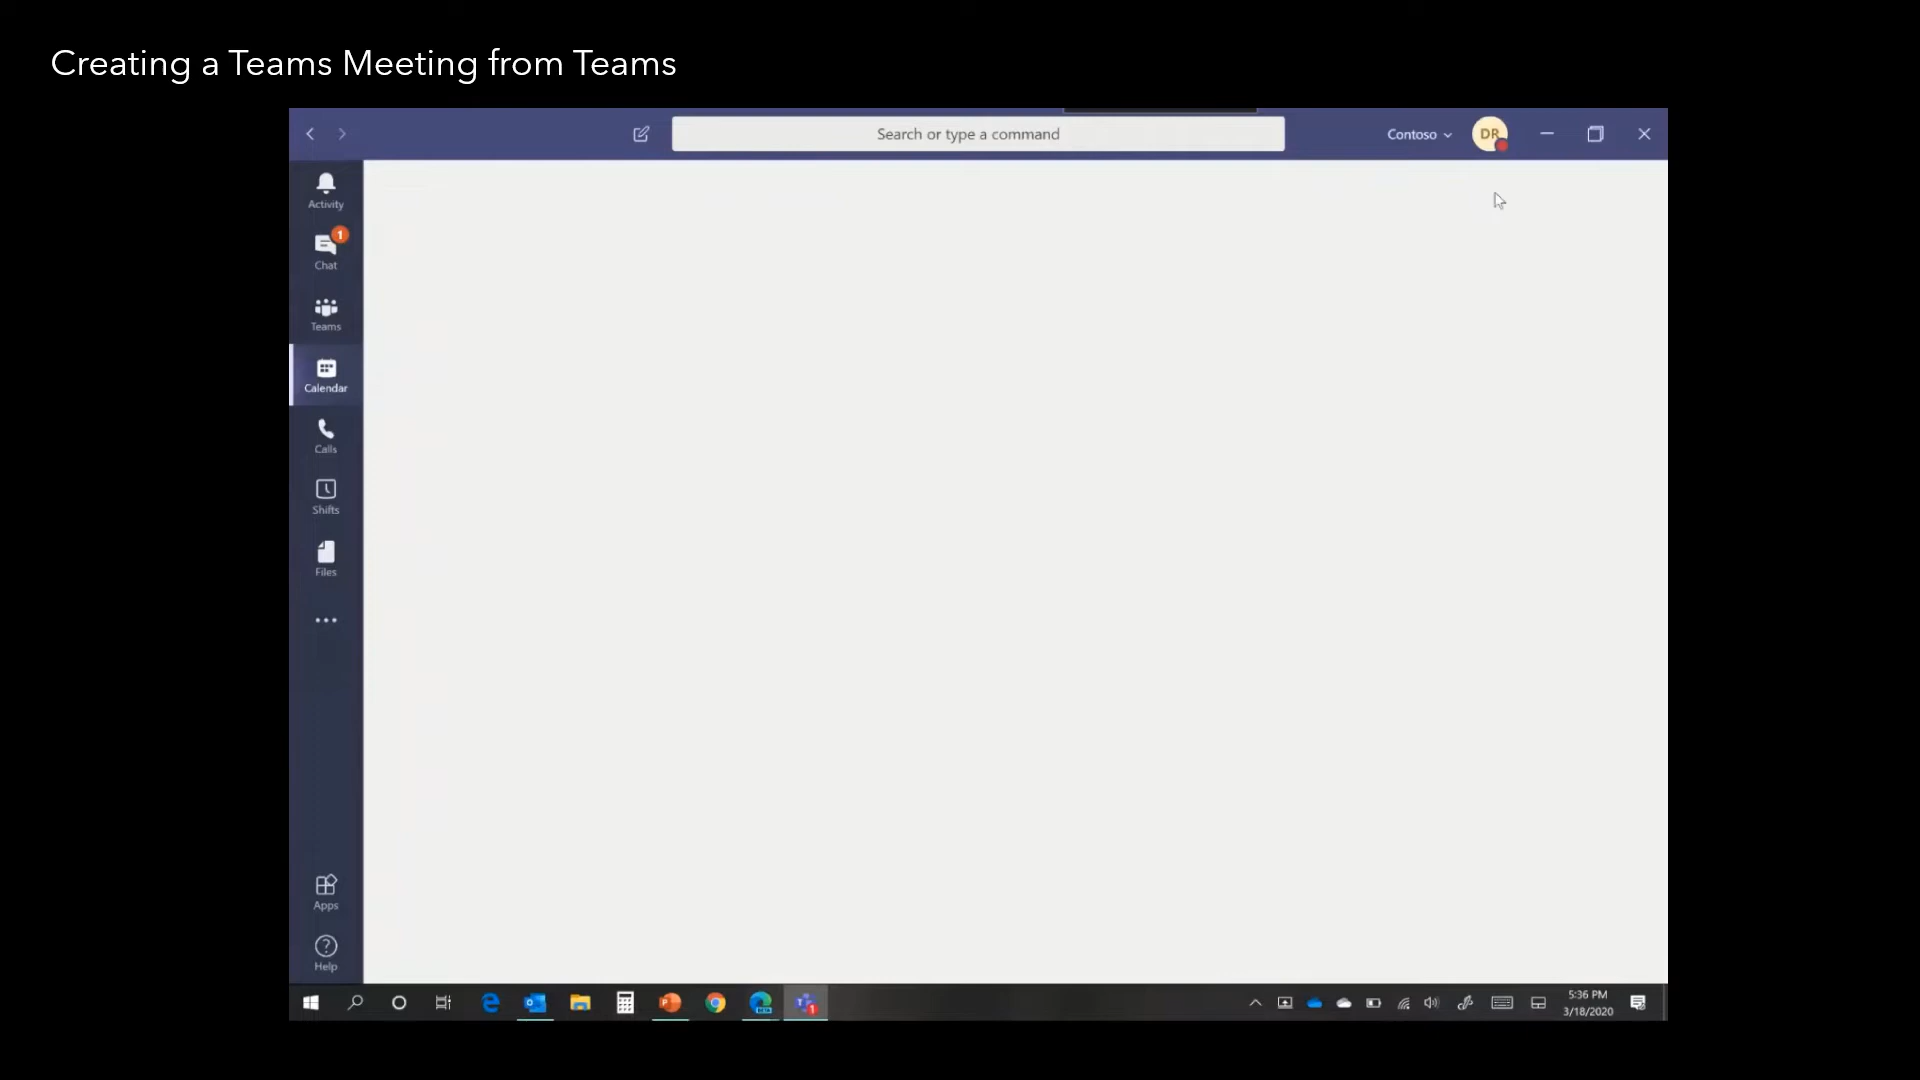 Creating a Teams Meeting from Teams
Search or type a command
Contoso
DR
Activity
1
Chat
Teams
Calendar
Calls
Shifts
Files
Apps
Help
5:36 PM
3/18/2020